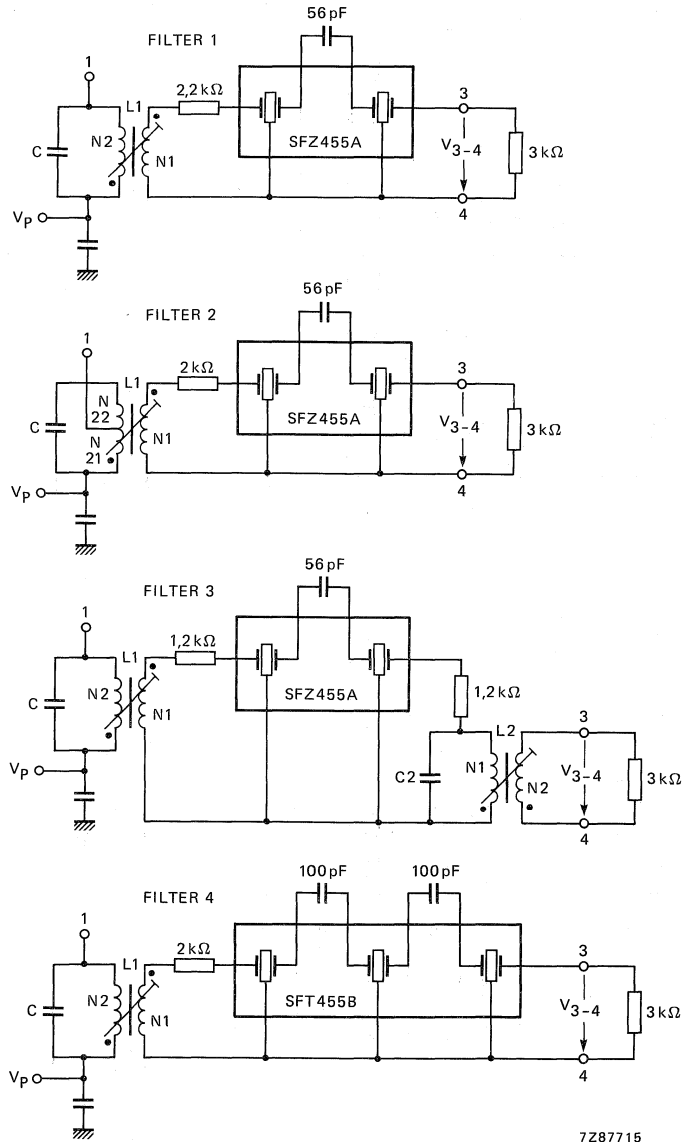 56 pF
FILTER 1
1
2,2 kΩ
L1
3
N2
C
SFZ455A
V3-4
3 kΩ
N1
VP
4
56 pF
FILTER 2
1
2 kΩ
L1
3
N
22
C
SFZ455A
V3-4
3 kΩ
N
21
N1
VP
4
56 pF
FILTER 3
1
1,2 kΩ
L1
N2
C
SFZ455A
1,2 kΩ
N1
L2
3
VP
C2
N1
N2
V3-4
3 kΩ
4
100 pF 100 pF
FILTER 4
1
2 kΩ
L1
3
N2
C
SFT455B
V3-4
3 kΩ
N1
VP
4
7Z87715